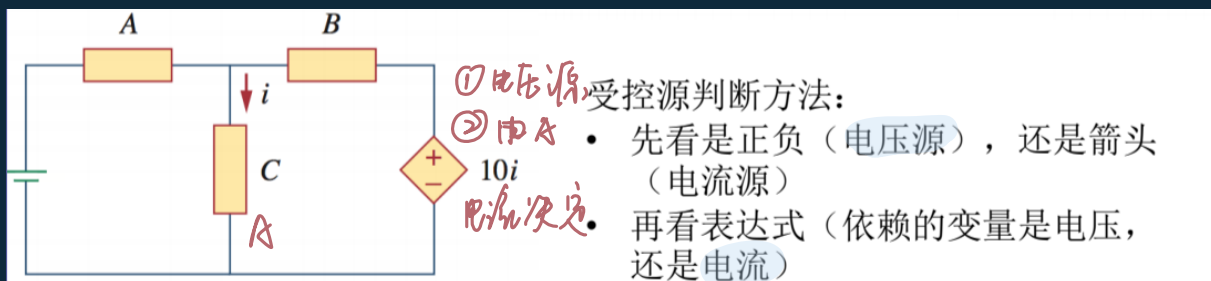 A
B
i
C
10i
+
−
①电压源
②由A
电流决定
A
受控源判断方法：
• 先看是正负（电压源），还是箭头
（电流源）
• 再看表达式（依赖的变量是电压，
还是电流）